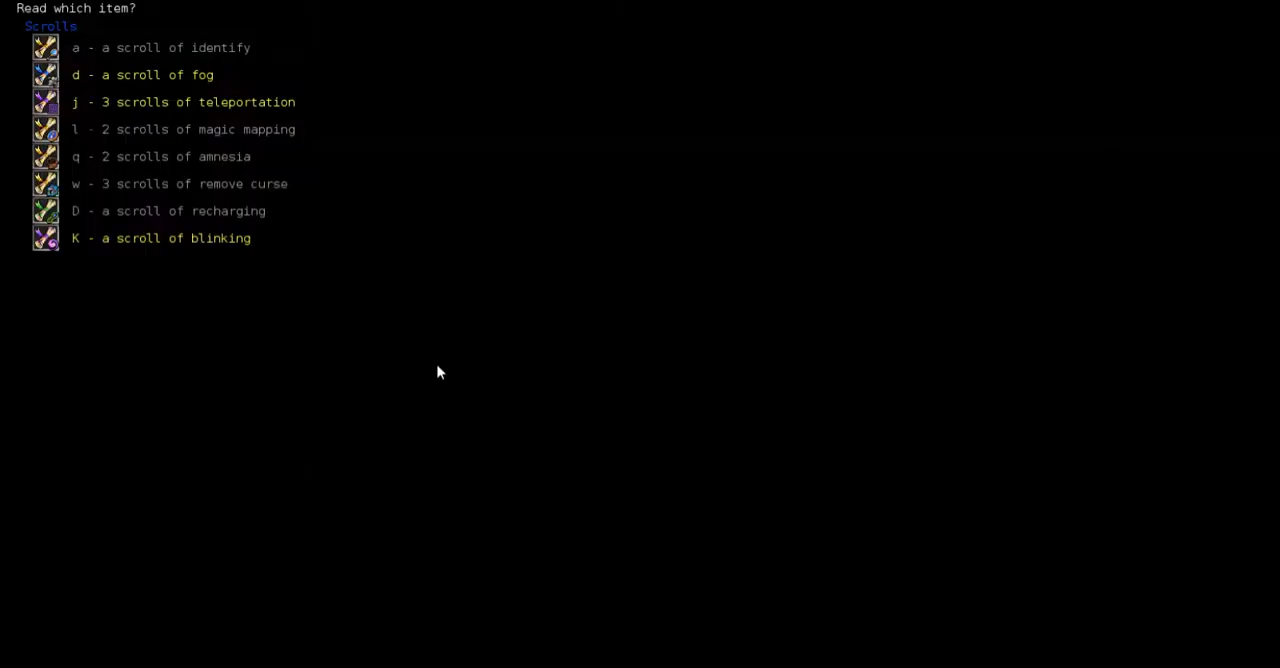 Read which item?
Scrolls
a - a scroll of identify
d - a scroll of fog
j - 3 scrolls of teleportation
l - 2 scrolls of magic mapping
q - 2 scrolls of amnesia
w - 3 scrolls of remove curse
D - a scroll of recharging
K - a scroll of blinking